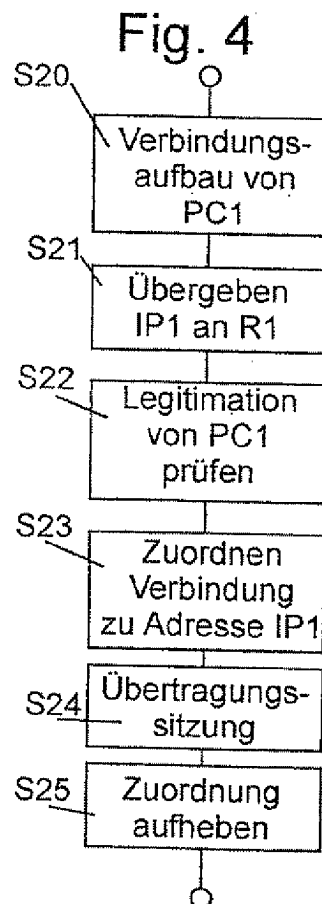 Fig. 4
S20
Verbindungs-
aufbau von
PC1
S21
Übergeben
IP1 an R1
S22
Legitimation
von PC1
prüfen
S23
Zuordnen
Verbindung
zu Adresse IP1
S24
Übertragungs-
sitzung
S25
Zuordnung
aufheben